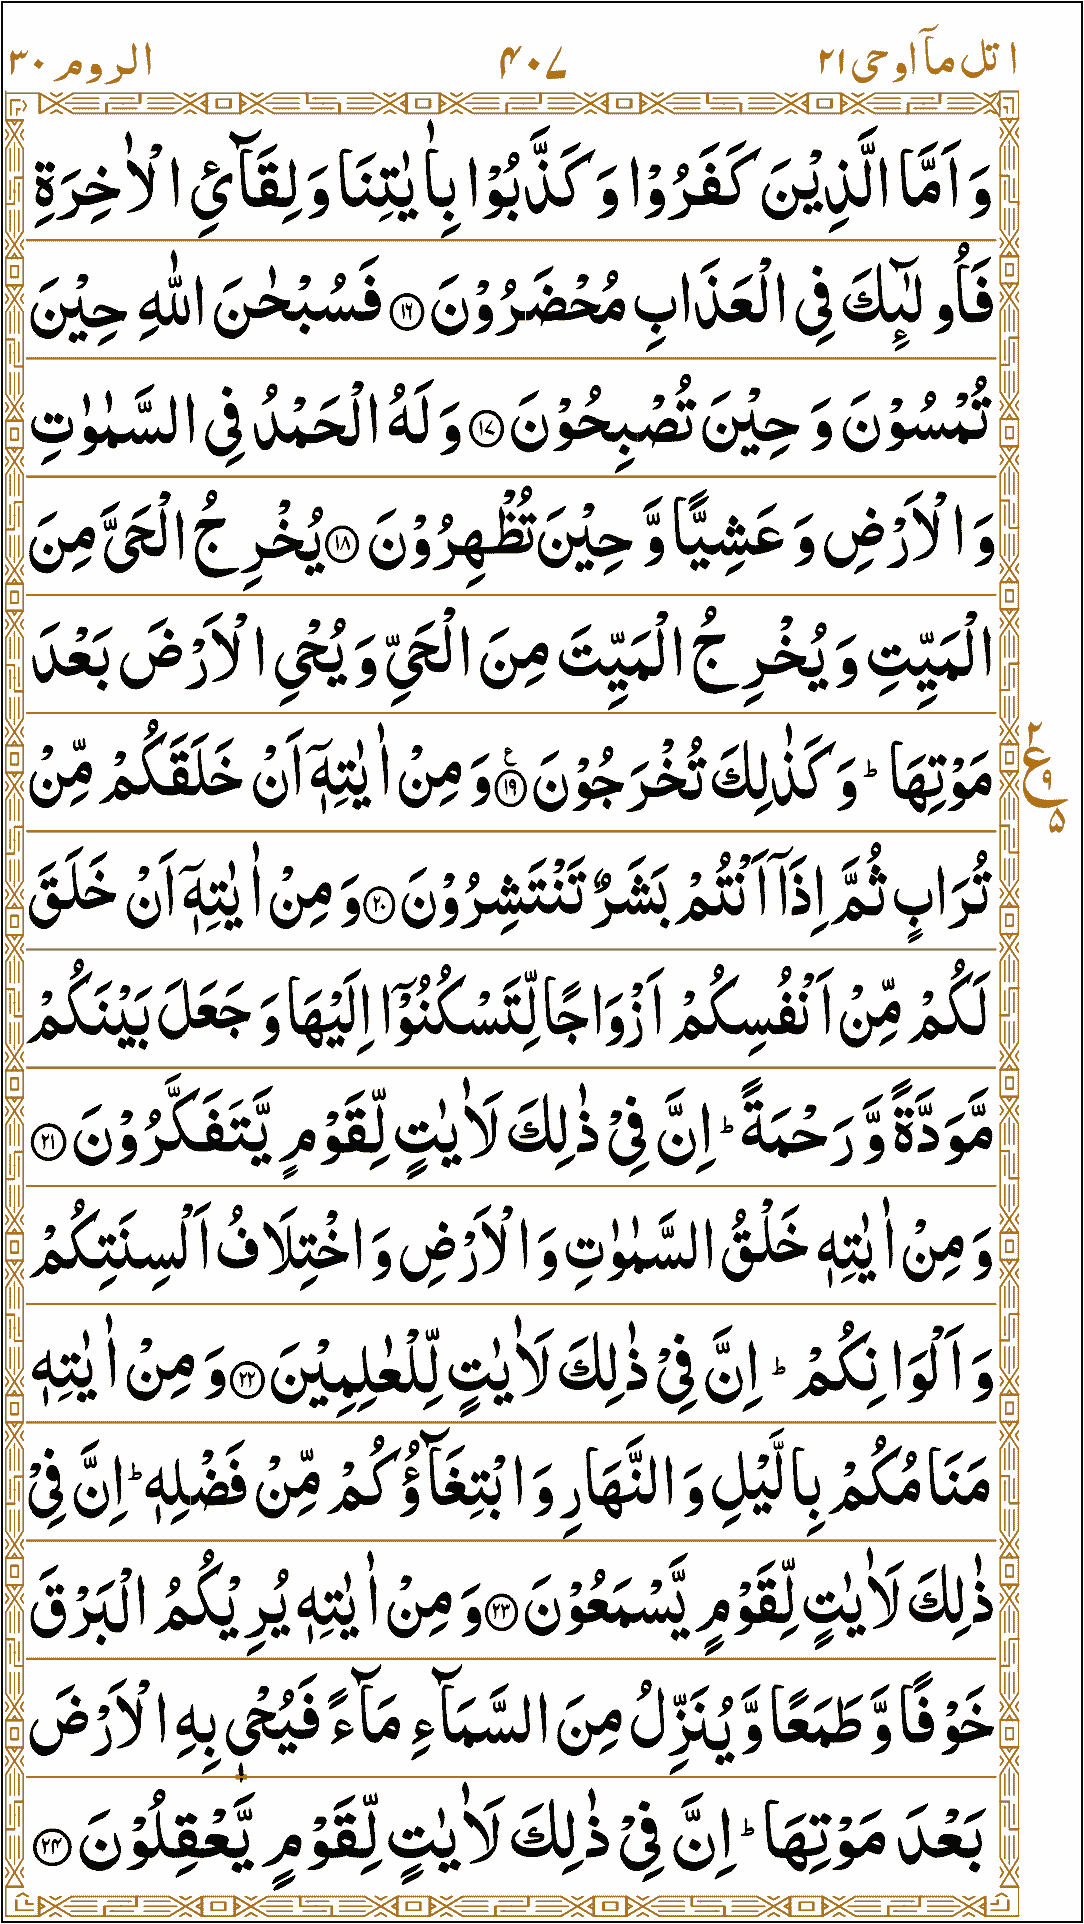 اتل مآ اوحی ۲۱ ۴۰۷ الروم ۳۰
وَ اَمَّا الَّذِیْنَ كَفَرُوْا وَ كَذَّبُوْا بِاٰیٰتِنَا وَ لِقَآئِ الْاٰخِرَةِ
فَاُولٰٓىِٕكَ فِی الْعَذَابِ مُحْضَرُوْنَ ۱۶ فَسُبْحٰنَ اللّٰهِ حِیْنَ
تُمْسُوْنَ وَ حِیْنَ تُصْبِحُوْنَ ۱۷ وَ لَهُ الْحَمْدُ فِی السَّمٰوٰتِ
وَ الْاَرْضِ وَ عَشِیًّا وَّ حِیْنَ تُظْهِرُوْنَ ۱۸ یُخْرِجُ الْحَیَّ مِنَ
الْمَیِّتِ وَ یُخْرِجُ الْمَیِّتَ مِنَ الْحَیِّ وَ یُحْیِ الْاَرْضَ بَعْدَ
مَوْتِهَا ؕ وَ كَذٰلِكَ تُخْرَجُوْنَ ۱۹ ع وَ مِنْ اٰیٰتِهٖۤ اَنْ خَلَقَكُمْ مِّنْ
۲ ع ۹ ۵
تُرَابٍ ثُمَّ اِذَاۤ اَنْتُمْ بَشَرٌ تَنْتَشِرُوْنَ ۲۰ وَ مِنْ اٰیٰتِهٖۤ اَنْ خَلَقَ
لَكُمْ مِّنْ اَنْفُسِكُمْ اَزْوَاجًا لِّتَسْكُنُوْۤا اِلَیْهَا وَ جَعَلَ بَیْنَكُمْ
مَّوَدَّةً وَّ رَحْمَةً ؕ اِنَّ فِیْ ذٰلِكَ لَاٰیٰتٍ لِّقَوْمٍ یَّتَفَكَّرُوْنَ ۲۱
وَ مِنْ اٰیٰتِهٖ خَلْقُ السَّمٰوٰتِ وَ الْاَرْضِ وَ اخْتِلَافُ اَلْسِنَتِكُمْ
وَ اَلْوَانِكُمْ ؕ اِنَّ فِیْ ذٰلِكَ لَاٰیٰتٍ لِّلْعٰلِمِیْنَ ۲۲ وَ مِنْ اٰیٰتِهٖ
مَنَامُكُمْ بِالَّیْلِ وَ النَّهَارِ وَ ابْتِغَآؤُكُمْ مِّنْ فَضْلِهٖ ؕ اِنَّ فِیْ
ذٰلِكَ لَاٰیٰتٍ لِّقَوْمٍ یَّسْمَعُوْنَ ۲۳ وَ مِنْ اٰیٰتِهٖ یُرِیْكُمُ الْبَرْقَ
خَوْفًا وَّ طَمَعًا وَّ یُنَزِّلُ مِنَ السَّمَآءِ مَآءً فَیُحْیٖ بِهِ الْاَرْضَ
بَعْدَ مَوْتِهَا ؕ اِنَّ فِیْ ذٰلِكَ لَاٰیٰتٍ لِّقَوْمٍ یَّعْقِلُوْنَ ۲۴